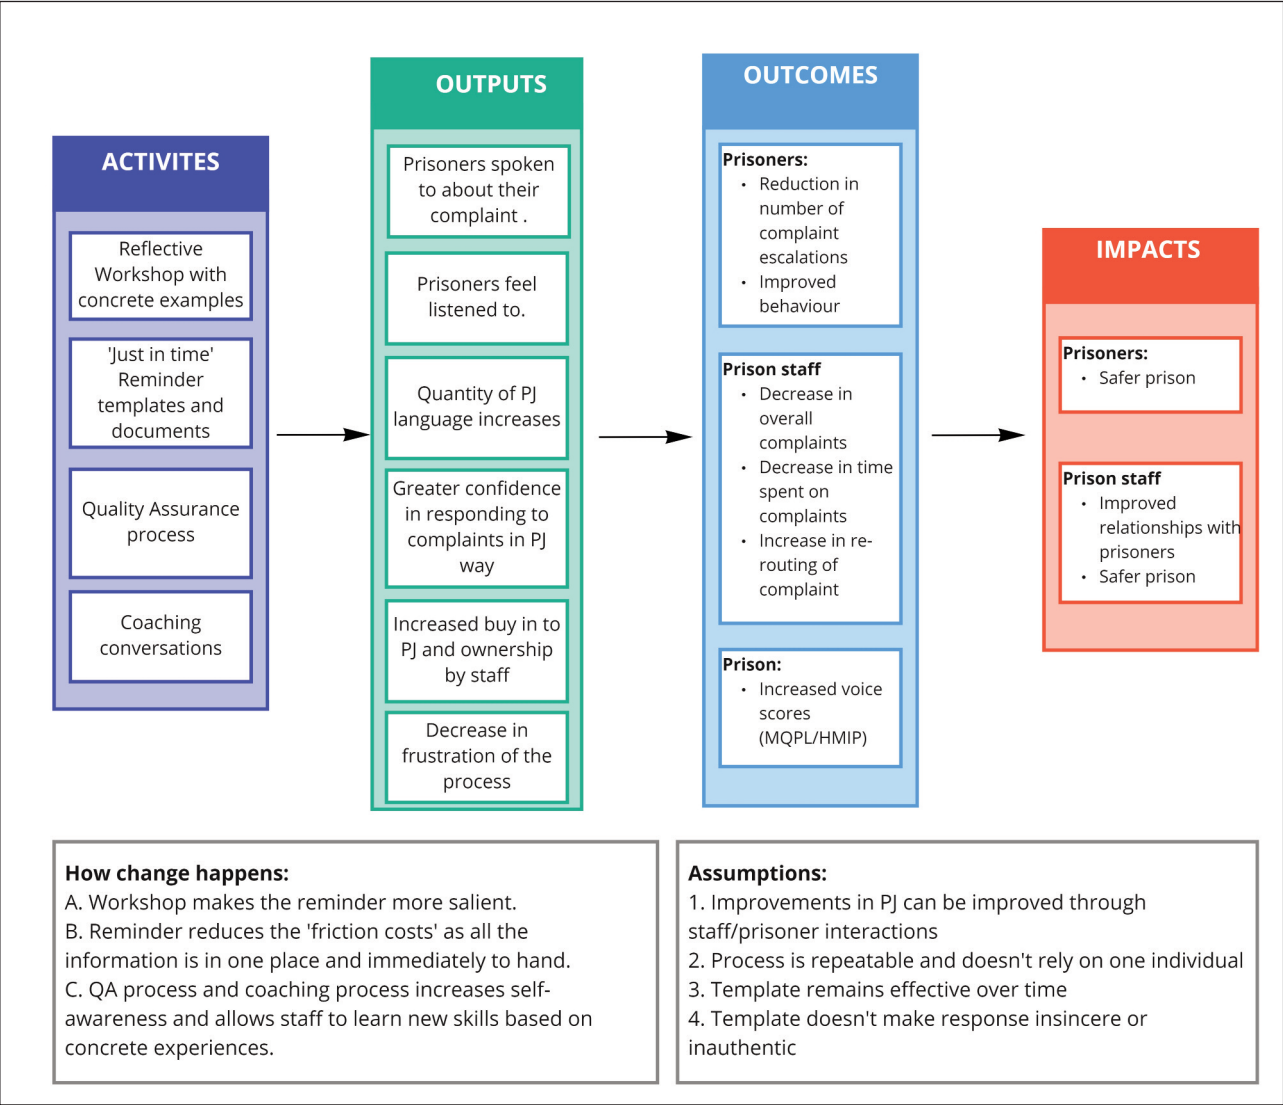 ACTIVITES
Reflective
Workshop with
concrete examples
'Just in time'
Reminder
templates and
documents
Quality Assurance
process
Coaching
conversations
OUTPUTS
Prisoners spoken
to about their
complaint .
Prisoners feel
listened to.
Quantity of PJ
language increases
Greater confidence
in responding to
complaints in PJ
way
Increased buy in to
PJ and ownership
by staff
Decrease in
frustration of the
process
OUTCOMES
Prisoners:
• Reduction in
number of
complaint
escalations
• Improved
behaviour
Prison staff
• Decrease in
overall
complaints
• Decrease in time
spent on
complaints
• Increase in re-
routing of
complaint
Prison:
• Increased voice
scores
(MQPL/HMIP)
IMPACTS
Prisoners:
• Safer prison
Prison staff
• Improved
relationships with
prisoners
• Safer prison
How change happens:
A. Workshop makes the reminder more salient.
B. Reminder reduces the 'friction costs' as all the
information is in one place and immediately to hand.
C. QA process and coaching process increases self-
awareness and allows staff to learn new skills based on
concrete experiences.
Assumptions:
1. Improvements in PJ can be improved through
staff/prisoner interactions
2. Process is repeatable and doesn't rely on one individual
3. Template remains effective over time
4. Template doesn't make response insincere or
inauthentic